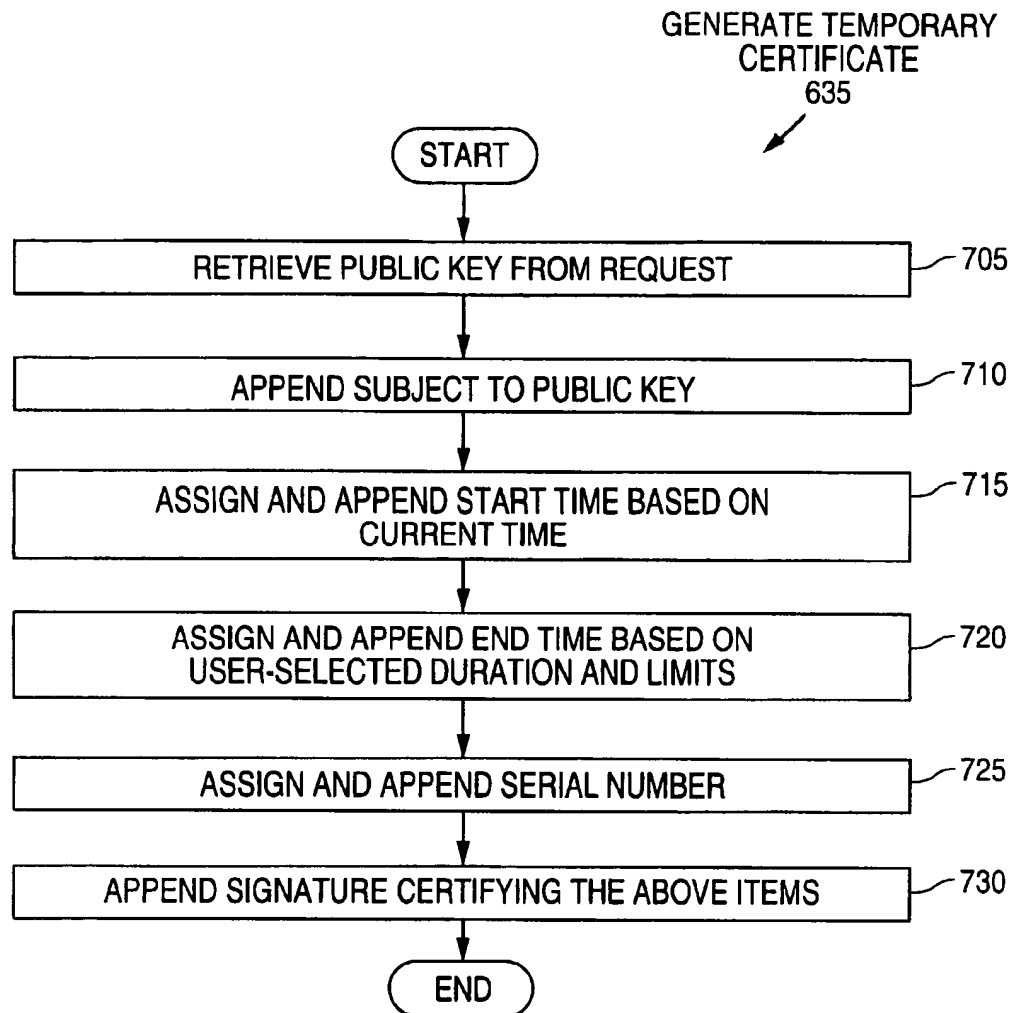 GENERATE TEMPORARY
CERTIFICATE
635
START
RETRIEVE PUBLIC KEY FROM REQUEST
705
APPEND SUBJECT TO PUBLIC KEY
710
ASSIGN AND APPEND START TIME BASED ON
CURRENT TIME
715
ASSIGN AND APPEND END TIME BASED ON
USER-SELECTED DURATION AND LIMITS
720
ASSIGN AND APPEND SERIAL NUMBER
725
APPEND SIGNATURE CERTIFYING THE ABOVE ITEMS
730
END